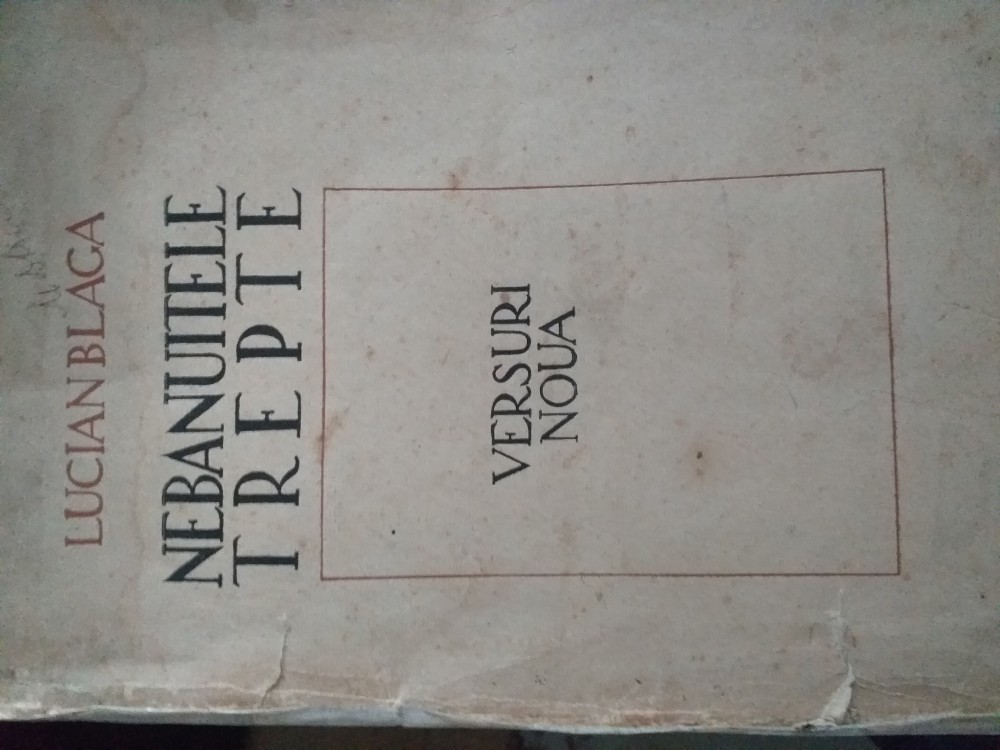 LUCIAN BLAGA
NEBANUITELE
TREPTE
VERSURI
NOUA